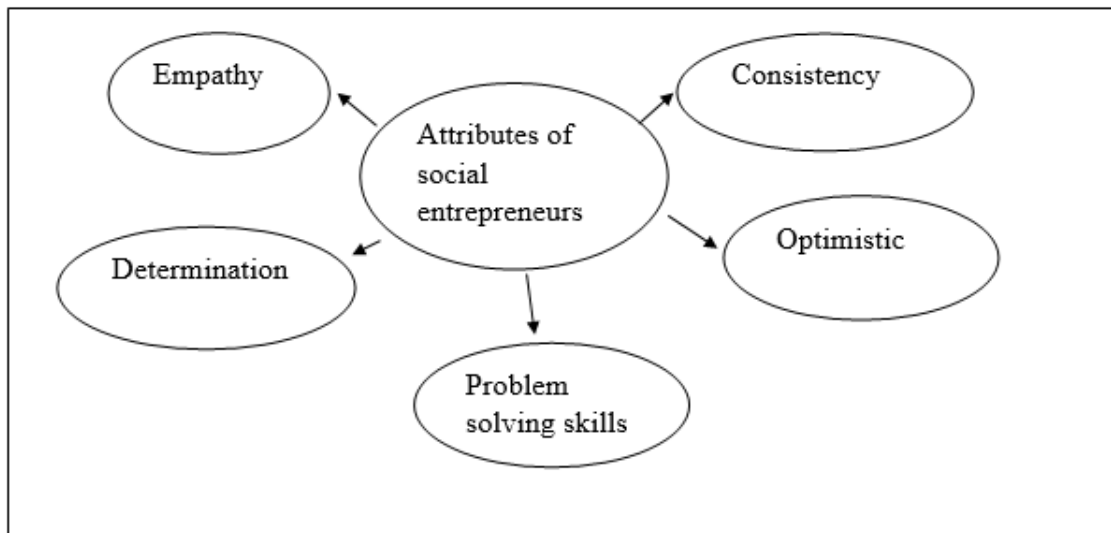 Empathy
Consistency
Attributes of
social
entrepreneurs
Optimistic
Determination
Problem
solving skills